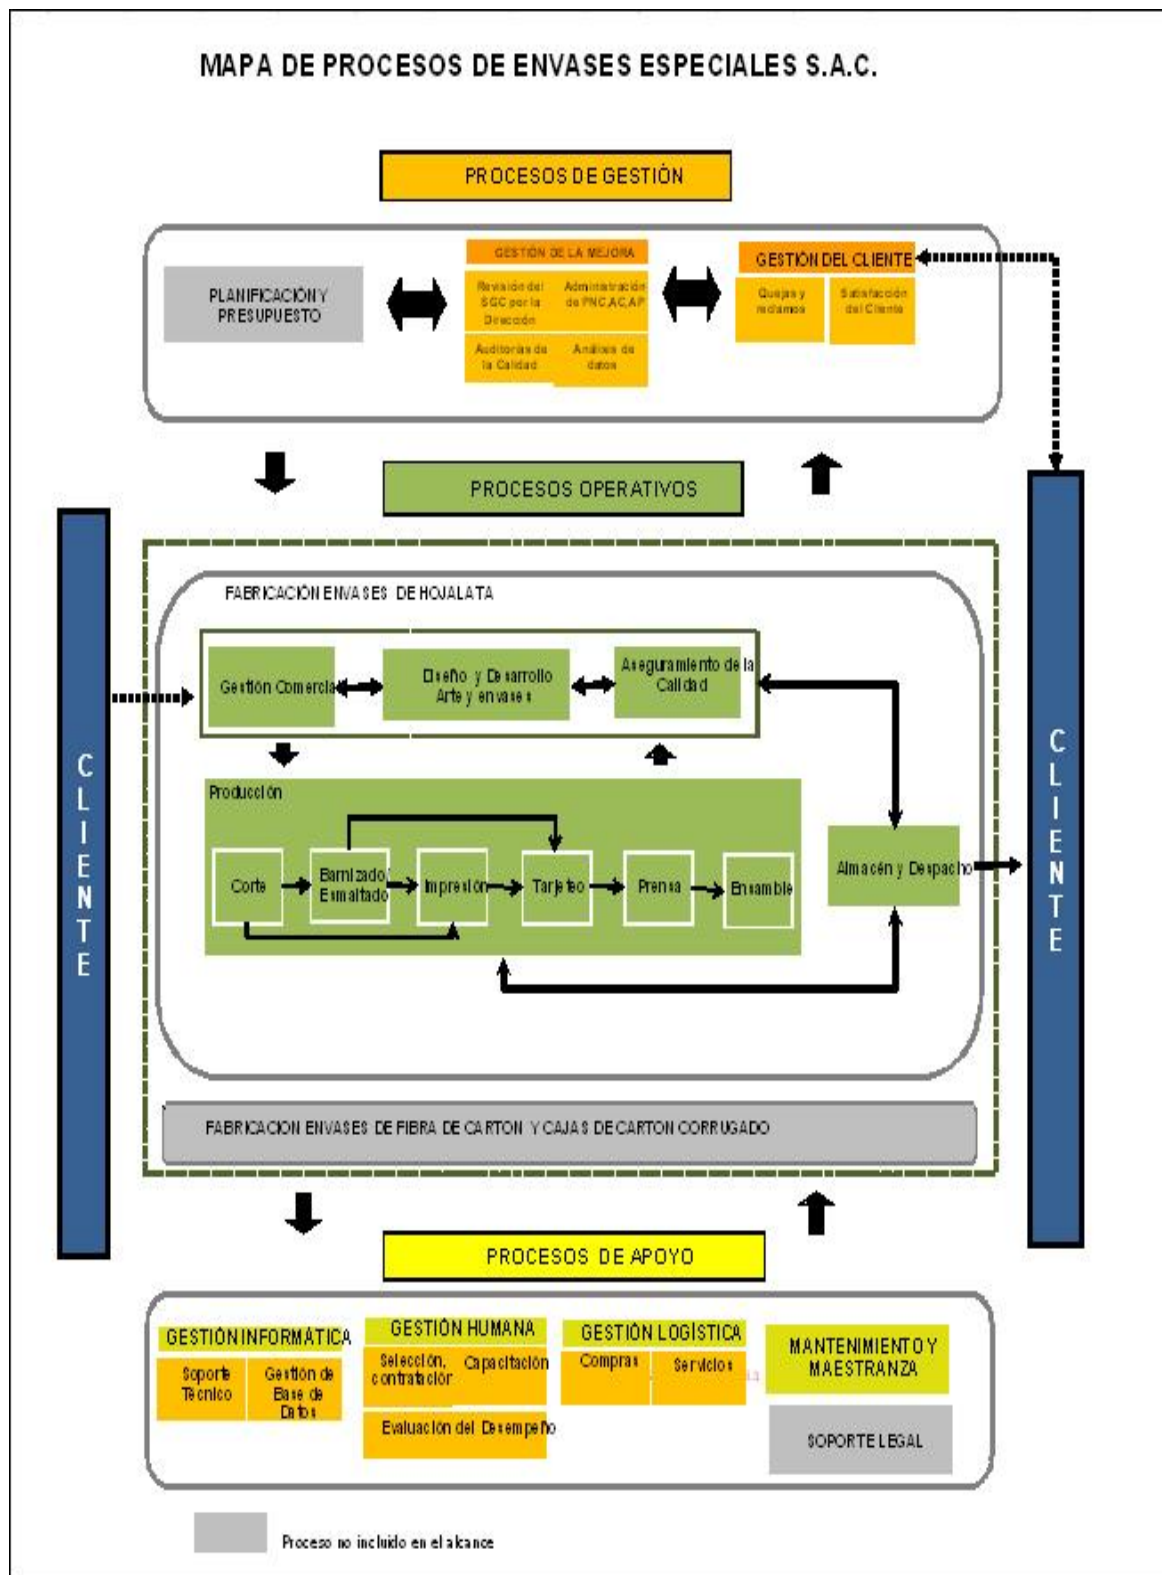 MAPA DE PROCESOS DE ENVASES ESPECIALES S.A.C.
PROCESOS DE GESTIÓN
PLANIFICACIÓN Y
PRESUPUESTO
GESTIÓN DE LA MEJORA
Revisión del
SGC por la
Dirección
Administración
de PNC,AC,AP
Auditorías de
la Calidad
Análisis de
datos
GESTIÓN DEL CLIENTE
Quejas y
reclamos
Satisfacción
del Cliente
PROCESOS OPERATIVOS
CLIENTE
FABRICACIÓN ENVASES DE HOJALATA
Gestión Comercia
Diseño y Desarrollo
Arte y envases
Aseguramiento de la
Calidad
Producción
Corte
Barnizado/
Esmaltado
Impresión
Tarjeteo
Prensa
Ensamble
Almacén y Despacho
CLIENTE
FABRICACION ENVASES DE FIBRA DE CARTON Y CAJAS DE CARTON CORRUGADO
PROCESOS DE APOYO
GESTIÓN INFORMÁTICA
Soporte
Técnico
Gestión de
Base de
Datos
GESTIÓN HUMANA
Selección,
contratación
Capacitación
Evaluación del Desempeño
GESTIÓN LOGÍSTICA
Compras
Servicios
MANTENIMIENTO Y
MAESTRANZA
SOPORTE LEGAL
Proceso no incluido en el alcance